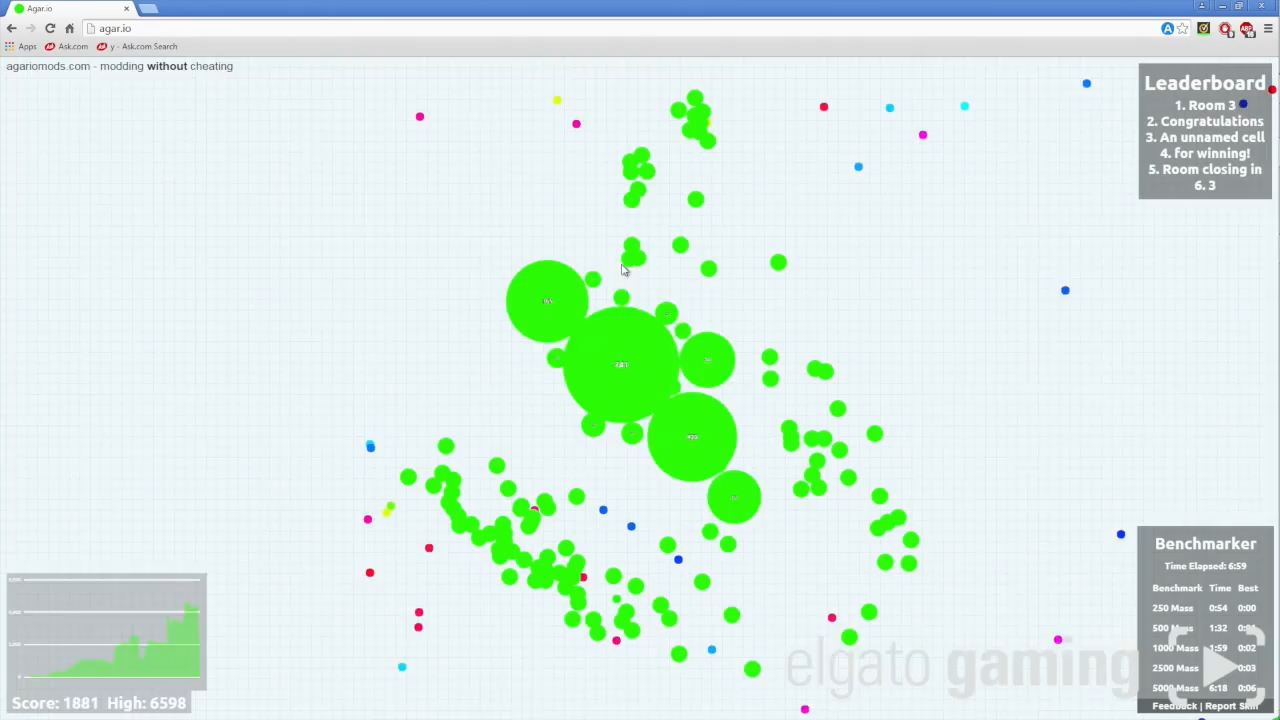 Agar.io
agar.io
Apps Ask.com y - Ask.com Search
agariomods.com - modding without cheating
Leaderboard
1. Room 3
2. Congratulations
3. An unnamed cell
4. for winning!
5. Room closing in
6. 3
Benchmarker
Time Elapsed: 6:59
Benchmark Time Best
250 Mass 0:54 0:00
500 Mass 1:32
1000 Mass 1:59 0:02
2500 Mass 0:03
5000 Mass 6:18 0:06
Feedback | Report Skin
elgato gaming
Score: 1881 High: 6598